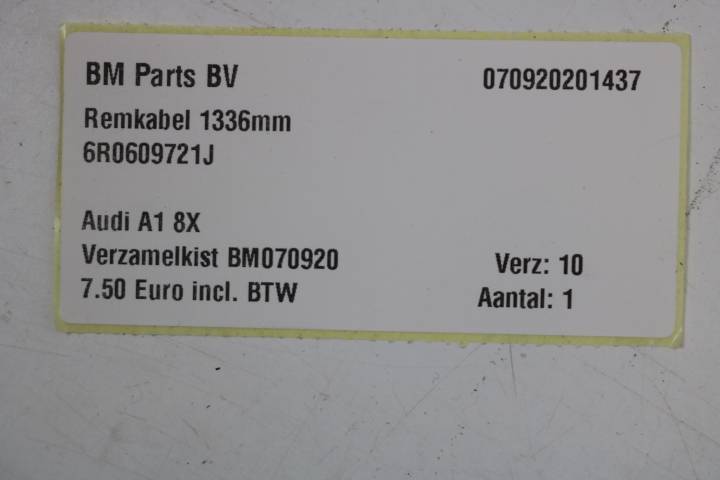 BM Parts BV 070920201437
Remkabel 1336mm
6R0609721J
Audi A1 8X
Verzamelkist BM070920 Verz: 10
7.50 Euro incl. BTW Aantal: 1